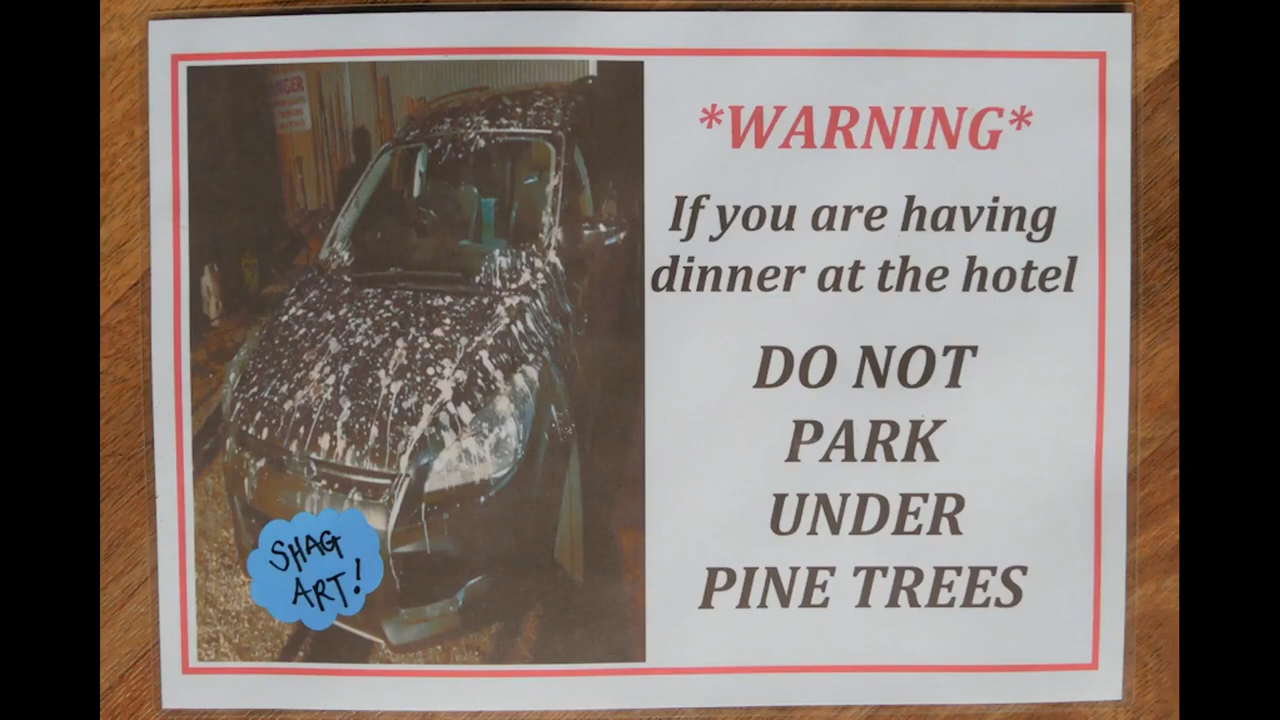 *WARNING*
If you are having
dinner at the hotel
DO NOT
PARK
UNDER
PINE TREES
SHAG
ART!